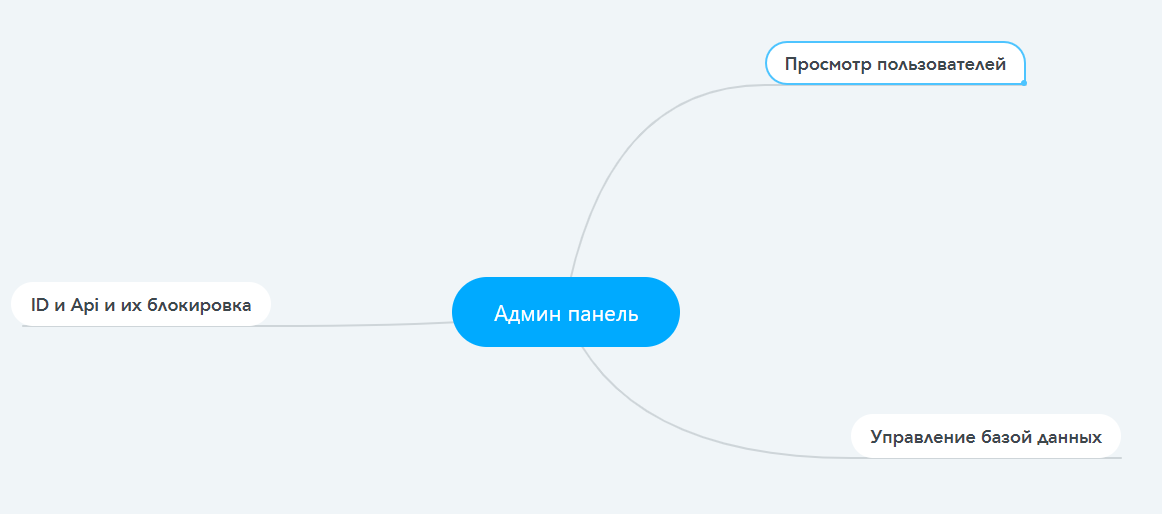 Просмотр пользователей
ID и Api и их блокировка
Админ панель
Управление базой данных